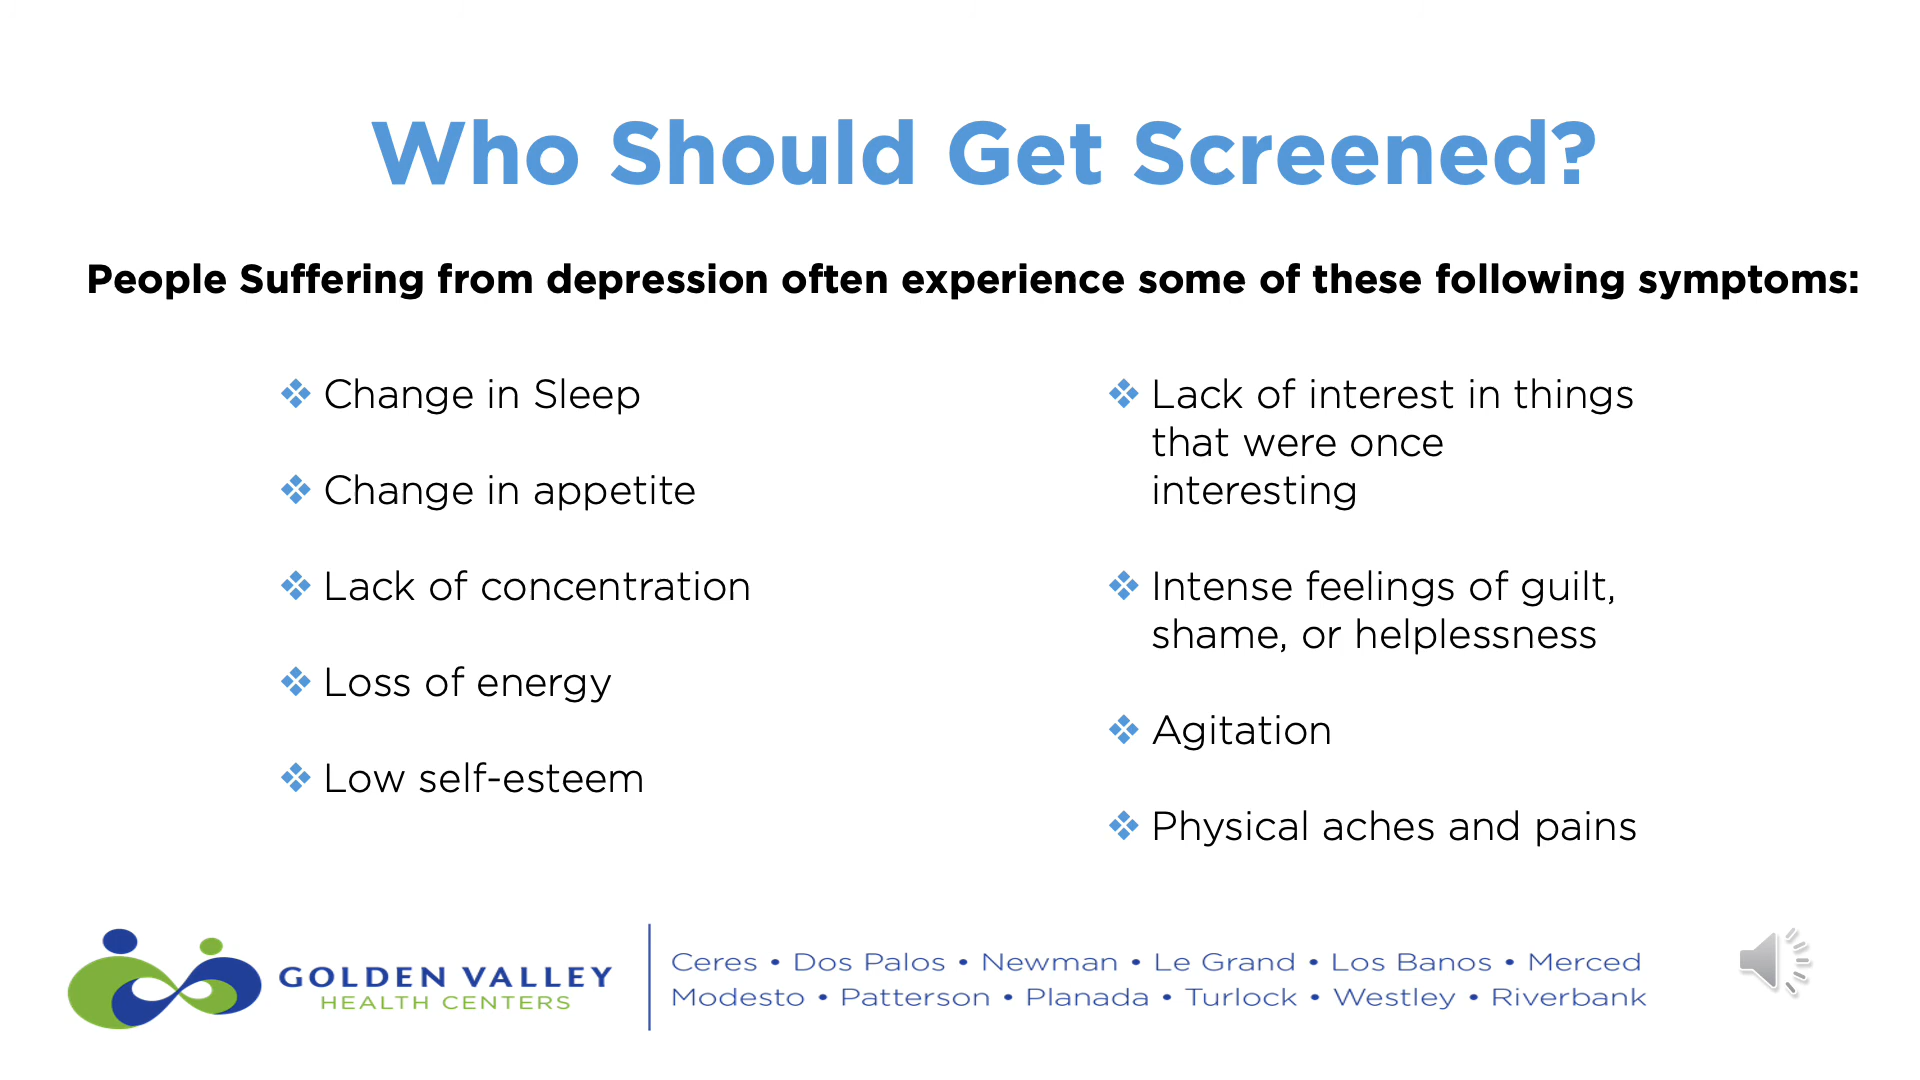 Who Should Get Screened?
People Suffering from depression often experience some of these following symptoms:
❖ Change in Sleep
❖ Change in appetite
❖ Lack of concentration
❖ Loss of energy
❖ Low self-esteem
❖ Lack of interest in things
that were once
interesting
❖ Intense feelings of guilt,
shame, or helplessness
❖ Agitation
❖ Physical aches and pains
GOLDEN VALLEY
HEALTH CENTERS
Ceres • Dos Palos • Newman • Le Grand • Los Banos • Merced
Modesto • Patterson • Planada • Turlock • Westley • Riverbank